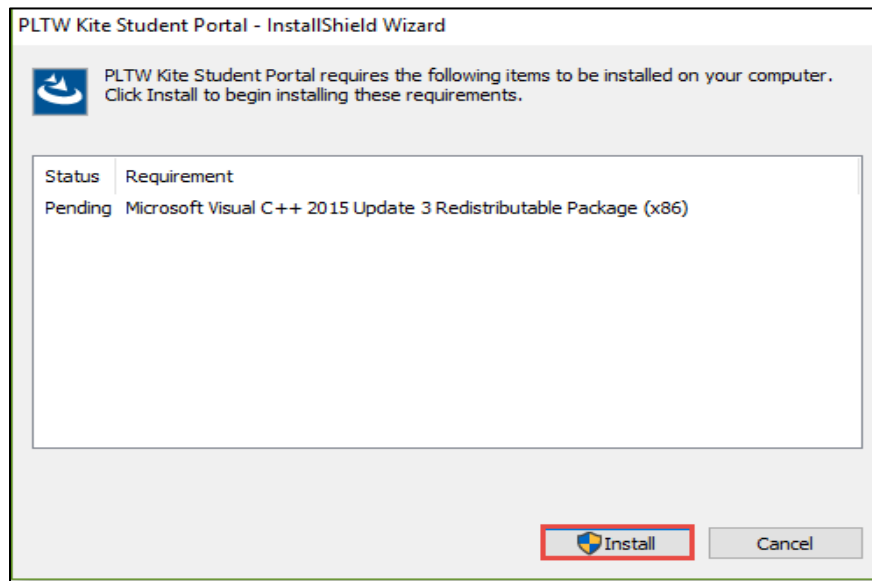 PLTW Kite Student Portal - InstallShield Wizard
PLTW Kite Student Portal requires the following items to be installed on your computer.
Click Install to begin installing these requirements.
Status Requirement
Pending Microsoft Visual C++ 2015 Update 3 Redistributable Package (x86)
Install Cancel